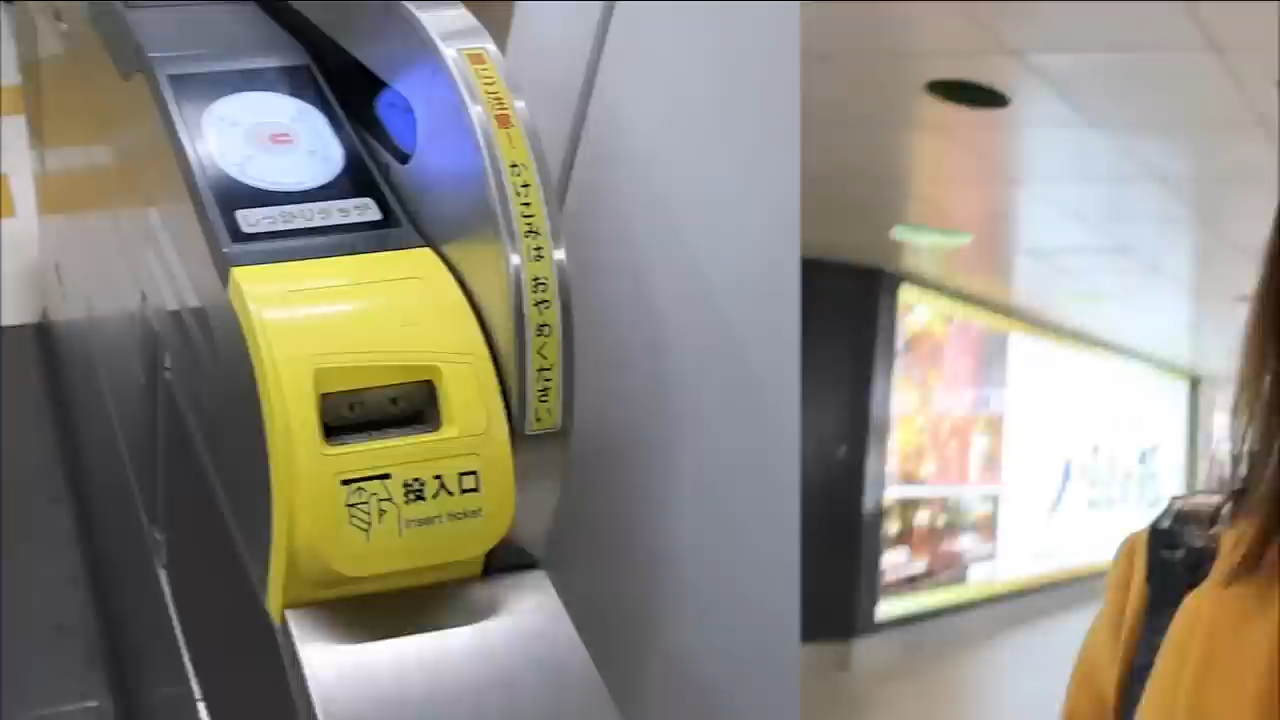 しっかりタッチ
かけこみは おやめください
投入口
insert ticket